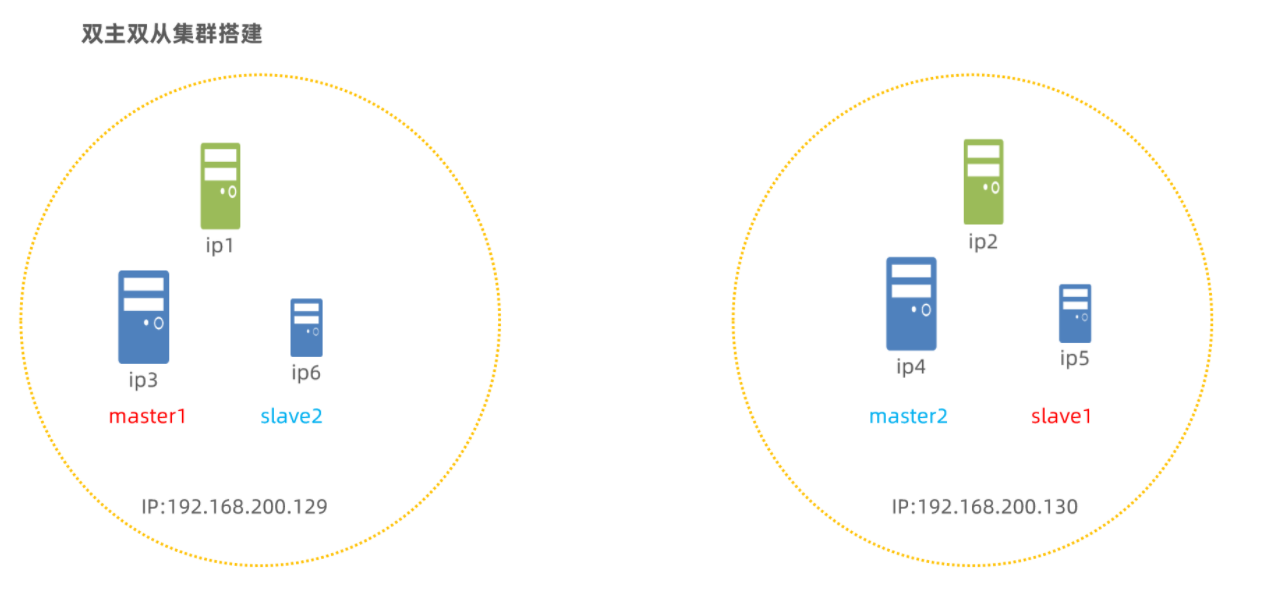 双主双从集群搭建
ip1
ip3
ip6
master1
slave2
IP:192.168.200.129
ip2
ip4
ip5
master2
slave1
IP:192.168.200.130